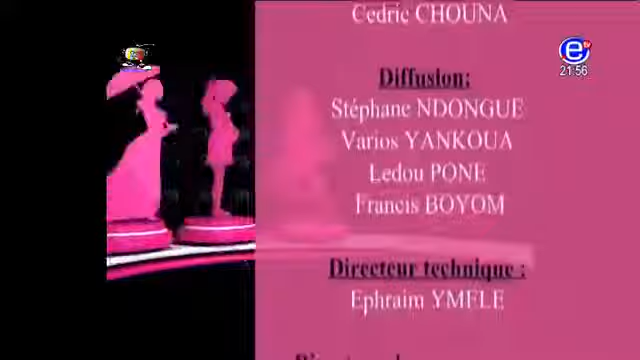 Cedric CHOUNA
e
21:56
Diffusion:
Stéphane NDONGUE
Varios YANKOUA
Ledou PONE
Francis BOYOM
Directeur technique :
Ephraim YMELE